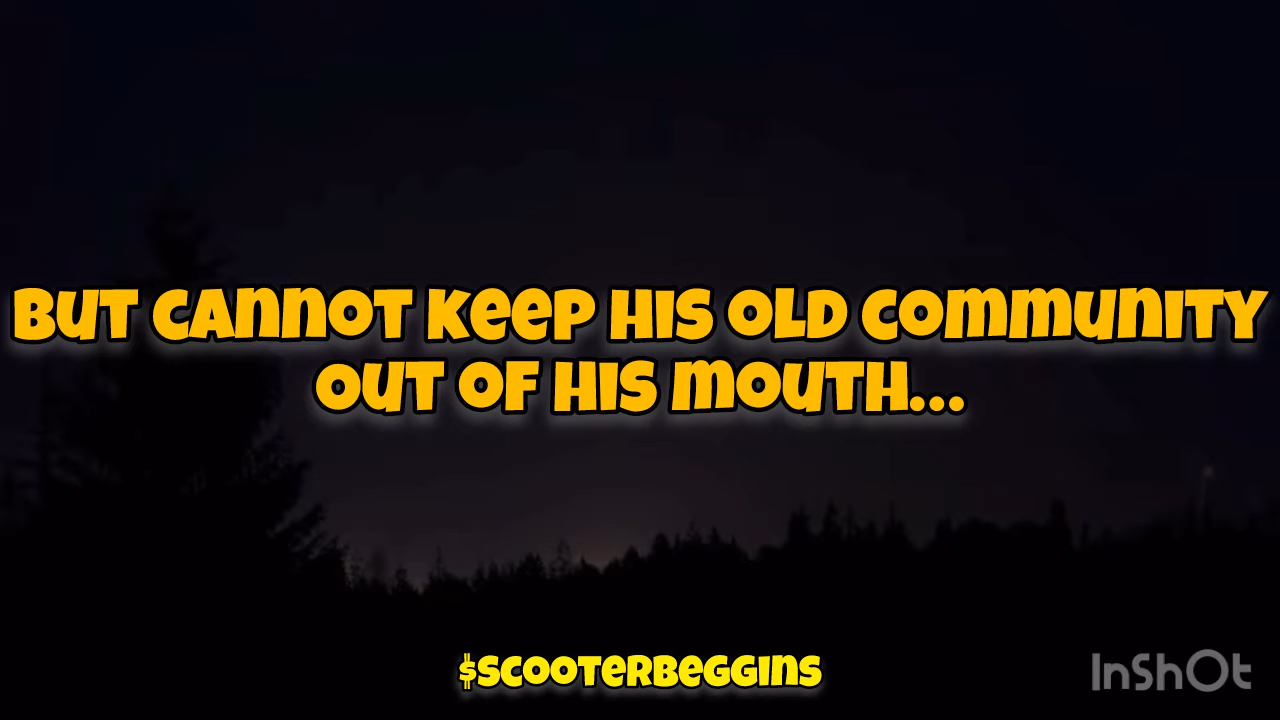 BUT CANNOT KEEP HIS OLD COMMUNITY
OUT OF HIS MOUTH...
$SCOOTERBEGGINS
InShOt